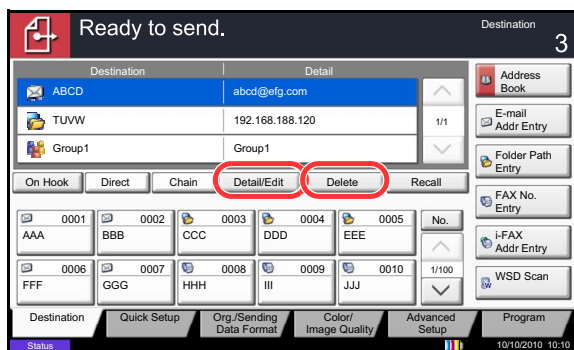 Ready to send.
Destination
3
Destination Detail
ABCD abcd@efg.com
TUVW 192.168.188.120
Group1 Group1
1/1
Address
Book
E-mail
Addr Entry
Folder Path
Entry
FAX No.
Entry
i-FAX
Addr Entry
WSD Scan
On Hook Direct Chain Detail/Edit Delete Recall
0001 0002 0003 0004 0005 No.
AAA BBB CCC DDD EEE
0006 0007 0008 0009 0010 1/100
FFF GGG HHH III JJJ
Destination Quick Setup Org./Sending
Data Format Color/
Image Quality Advanced
Setup Program
Status 10/10/2010 10:10